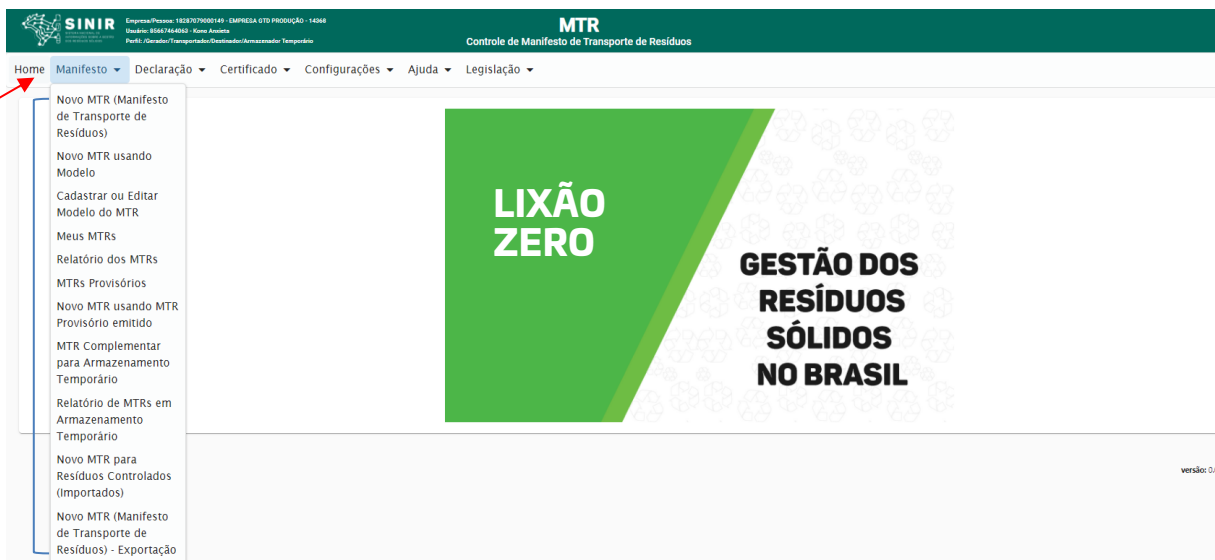 SINIR
Empresa/Pessoa: 18287079000149 - EMPRESA GTD PRODUÇÃO - 14368
Usuário: 85667464063 - Kono Anxieta
Perfil: /Gerador/Transportador/Destinador/Armazenador Temporário
MTR
Controle de Manifesto de Transporte de Resíduos
Home Manifesto Declaração Certificado Configurações Ajuda Legislação
Novo MTR (Manifesto
de Transporte de
Resíduos)
Novo MTR usando
Modelo
Cadastrar ou Editar
Modelo do MTR
Meus MTRs
Relatório dos MTRs
MTRs Provisórios
Novo MTR usando MTR
Provisório emitido
MTR Complementar
para Armazenamento
Temporário
Relatório de MTRs em
Armazenamento
Temporário
Novo MTR para
Resíduos Controlados
(Importados)
Novo MTR (Manifesto
de Transporte de
Resíduos) - Exportação
LIXÃO
ZERO
GESTÃO DOS
RESÍDUOS
SÓLIDOS
NO BRASIL
versão: 0.